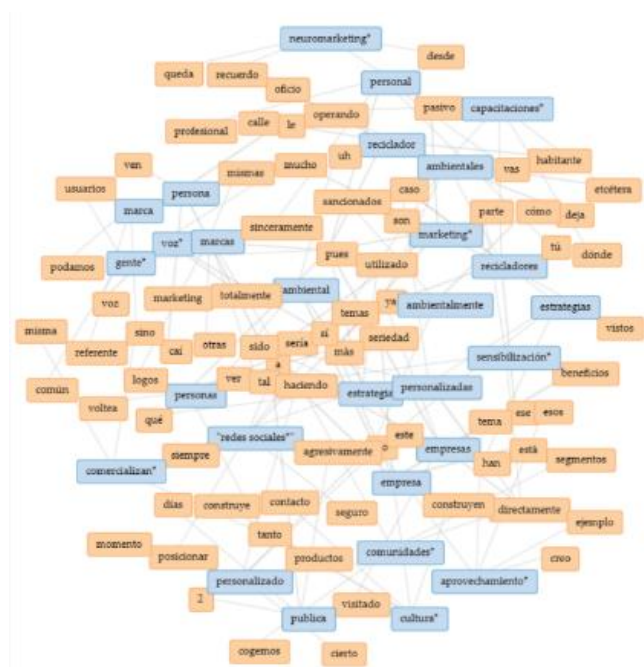 neuromarketing*
desde
queda
recuerdo
oficio
personal
pasivo
capacitaciones*
operando
calle
le
profesional
reciclador
uh
mucho
mismas
ambientales
vas
habitante
ven
usuarios
persona
marca
caso
sancionados
etcétera
son
parte
cómo
deja
sinceramente
voz*
marcas
marketing*
tú
dónde
podamos
gente*
pues
utilizado
recicladores
voz
marketing
totalmente
ambiental
temas
ya
ambientalmente
estrategias
vistos
misma
sino
referente
cai
otras
sido
sería
sí
más
seriedad
sensibilización*
a
beneficios
común
logos
personas
ver
tal
haciendo
estrategia
personalizadas
voltea
qué
tema
ese
esos
"redes sociales*"
este
siempre
agresivamente
o
empresas
está
comercializan*
han
segmentos
empresa
días
construye
contacto
seguro
construyen
directamente
ejemplo
momento
posicionar
tanto
productos
comunidades*
creo
personalizado
aprovechamiento*
2
visitado
publica
cultura*
cogemos
cierto